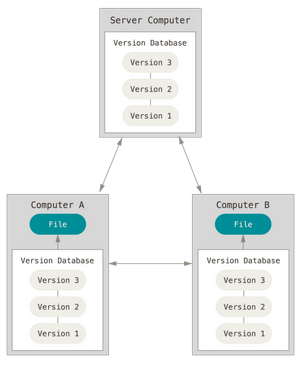 Server Computer
Version Database
Version 3
Version 2
Version 1
Computer A
File
Version Database
Version 3
Version 2
Version 1
Computer B
File
Version Database
Version 3
Version 2
Version 1